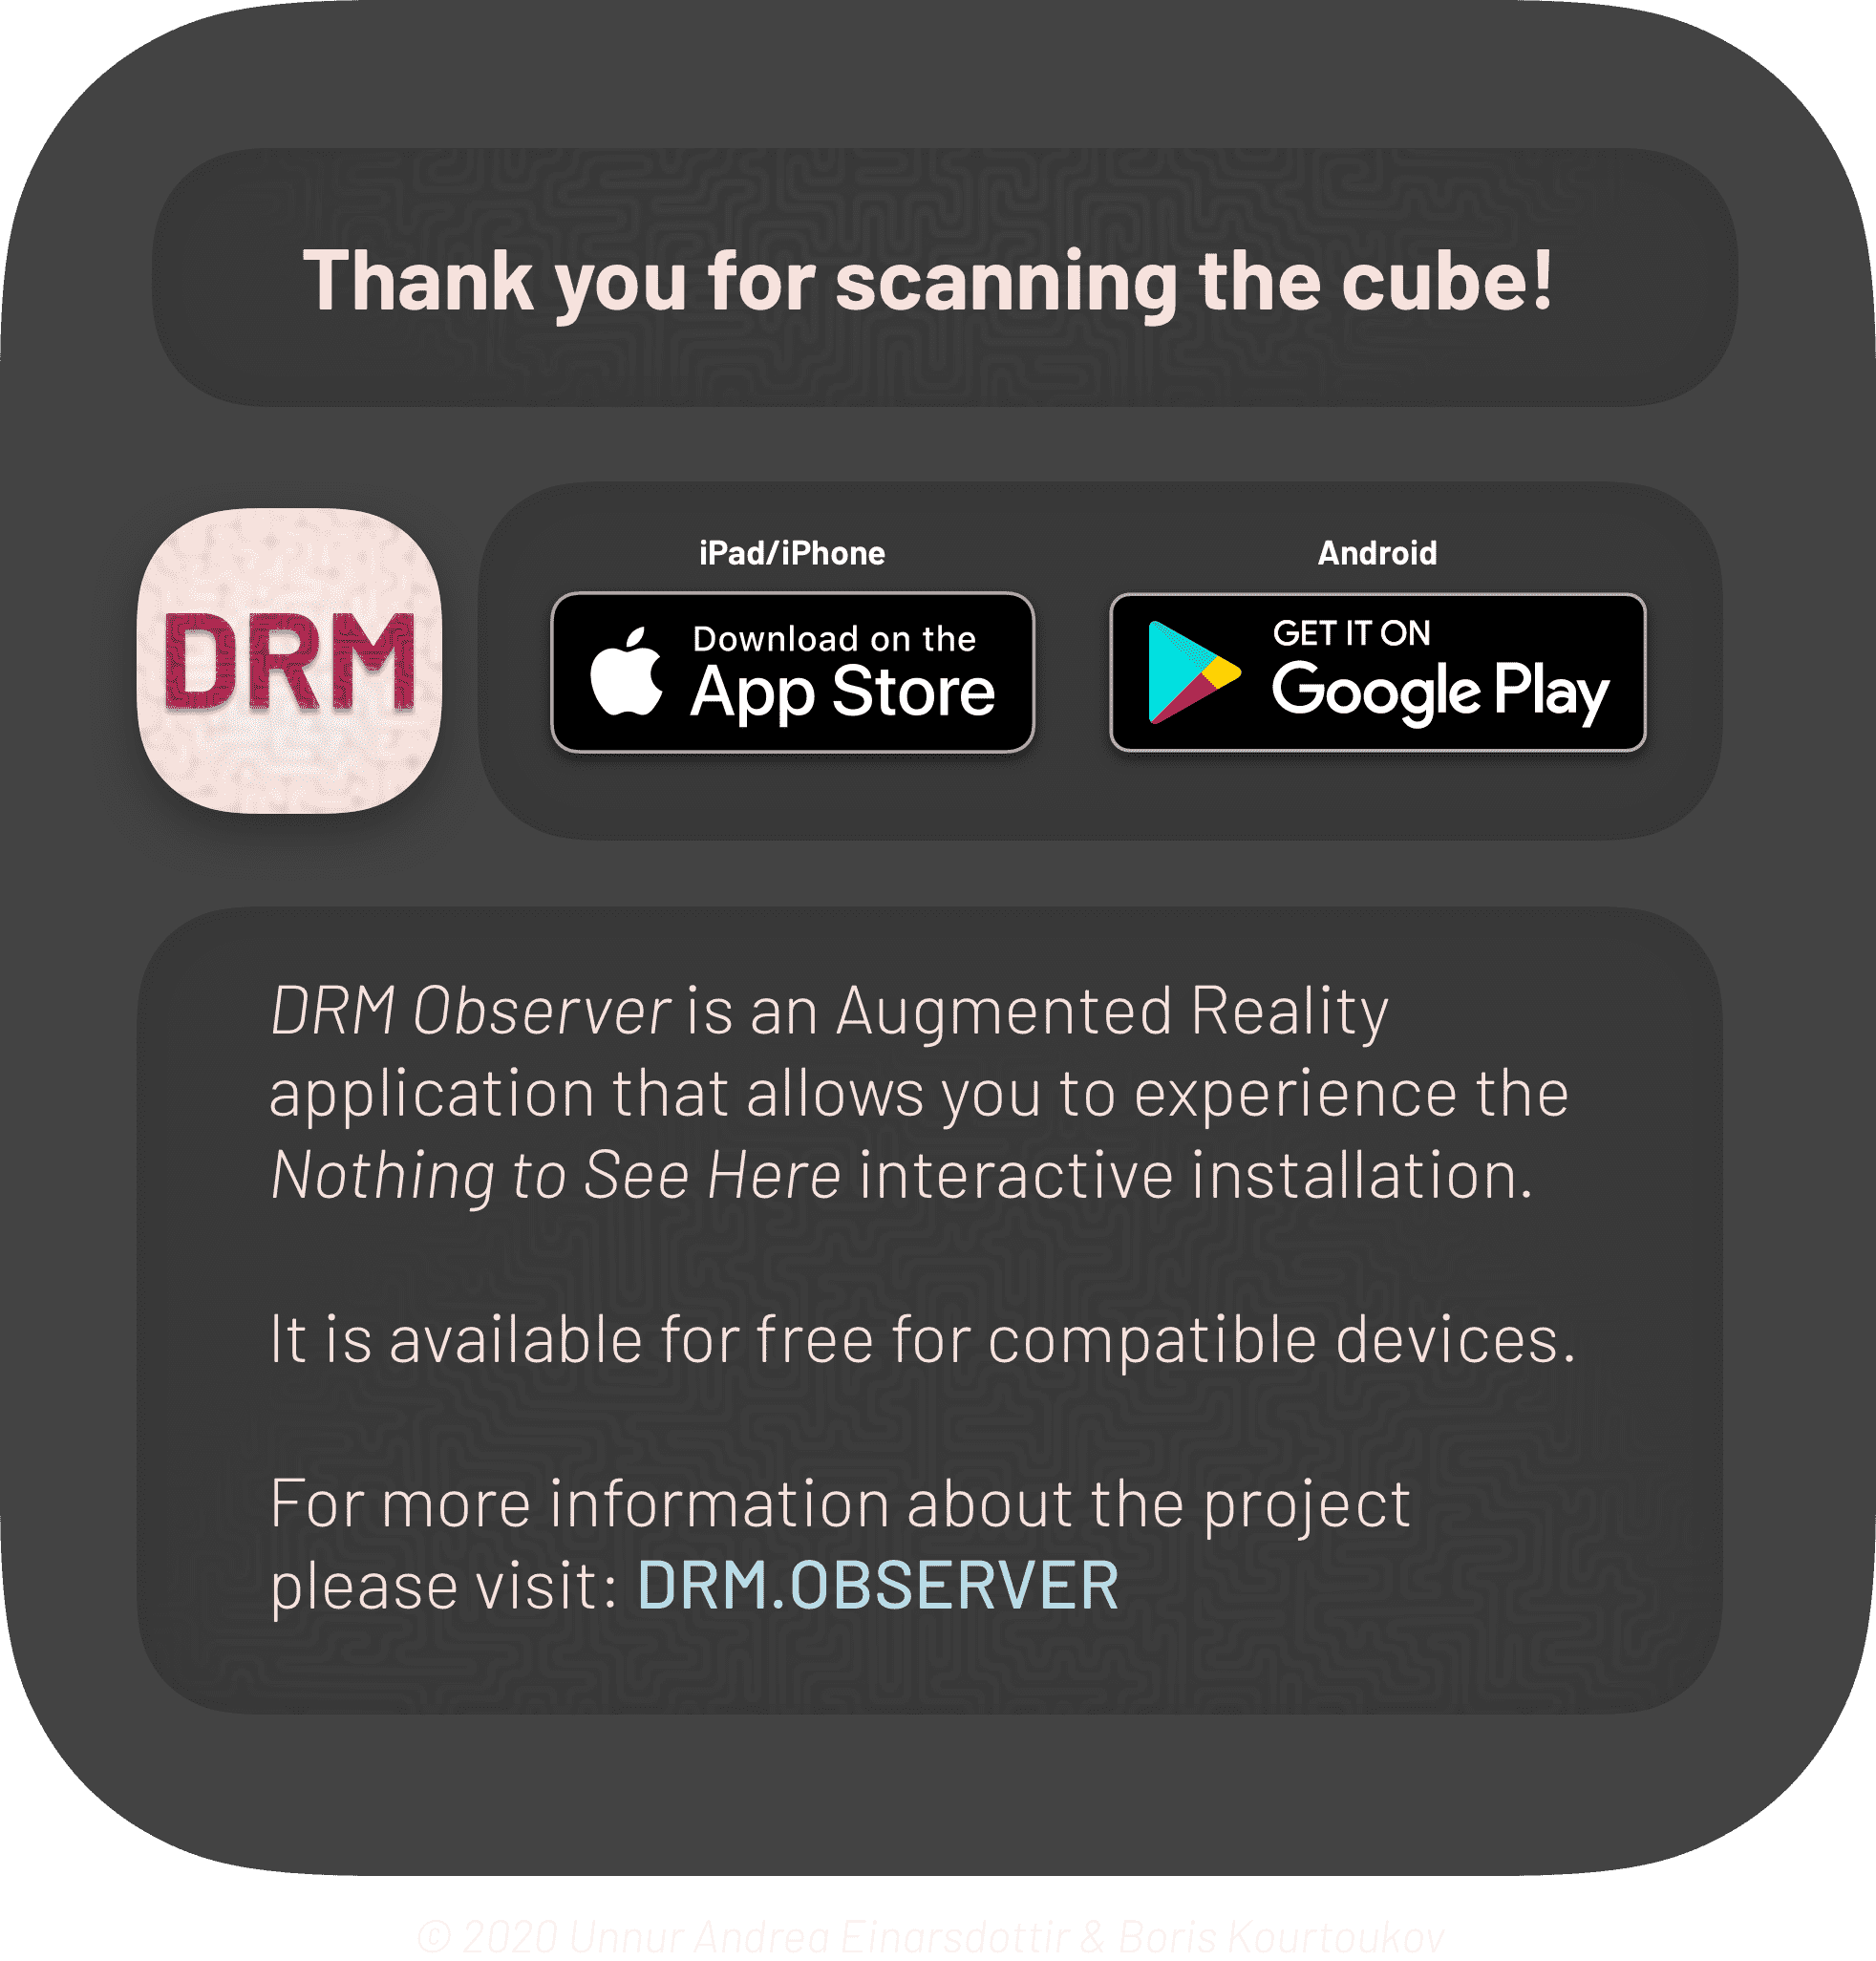 Thank you for scanning the cube!
DRM
iPad/iPhone
Download on the
App Store
Android
GET IT ON
Google Play
DRM Observer is an Augmented Reality
application that allows you to experience the
Nothing to See Here interactive installation.
It is available for free for compatible devices.
For more information about the project
please visit: DRM.OBSERVER
© 2020 Unnur Andrea Einarsdottir & Boris Kourtoukov